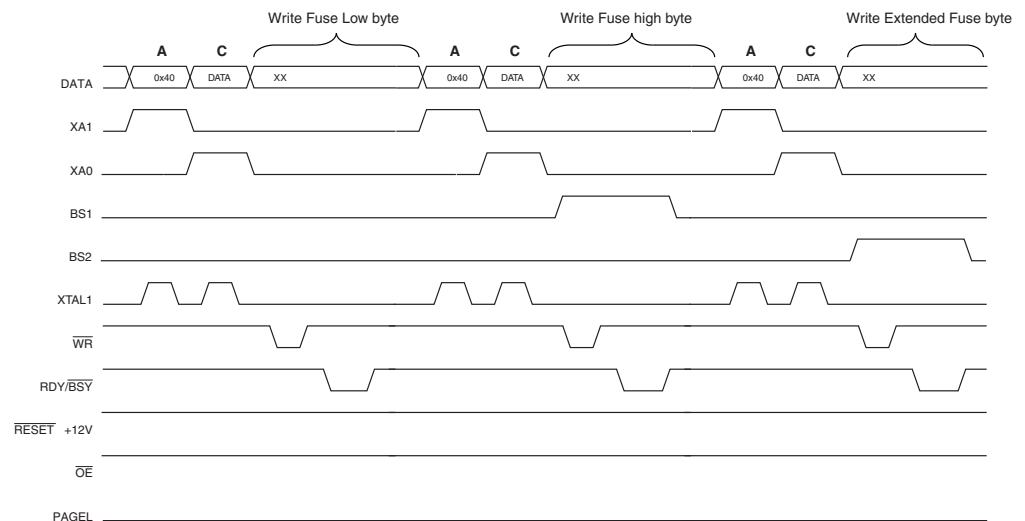 Write Fuse Low byte Write Fuse high byte Write Extended Fuse byte
A C A C A C
DATA 0x40 DATA XX 0x40 DATA XX 0x40 DATA XX
XA1
XA0
BS1
BS2
XTAL1
WR
RDY/BSY
RESET +12V
OE
PAGEL